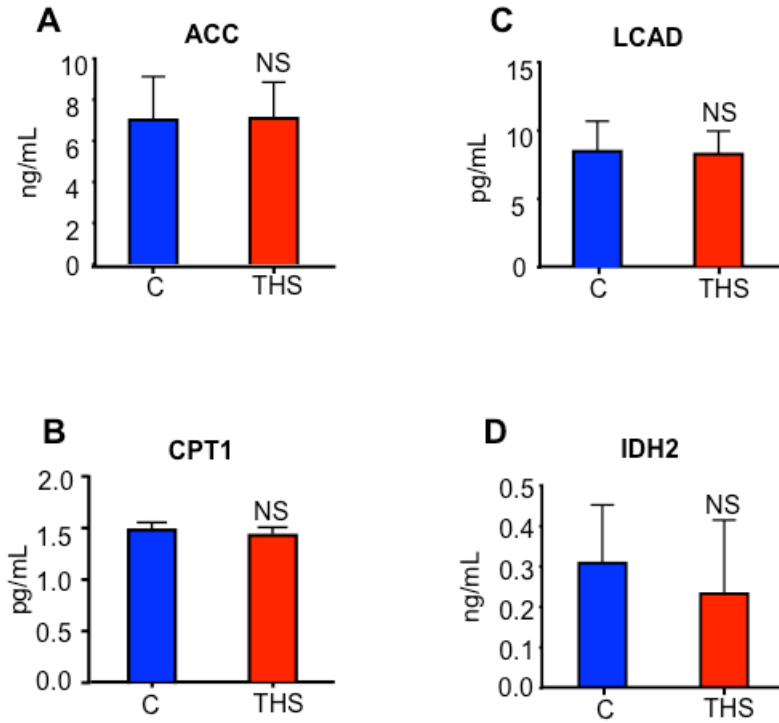 A
ACC
10
8
6
4
2
0
ng/mL
NS
C
THS
C
LCAD
15
10
5
0
pg/mL
NS
C
THS
B
CPT1
2.0
1.5
1.0
0.5
0.0
pg/mL
NS
C
THS
D
IDH2
0.5
0.4
0.3
0.2
0.1
0.0
ng/mL
NS
C
THS